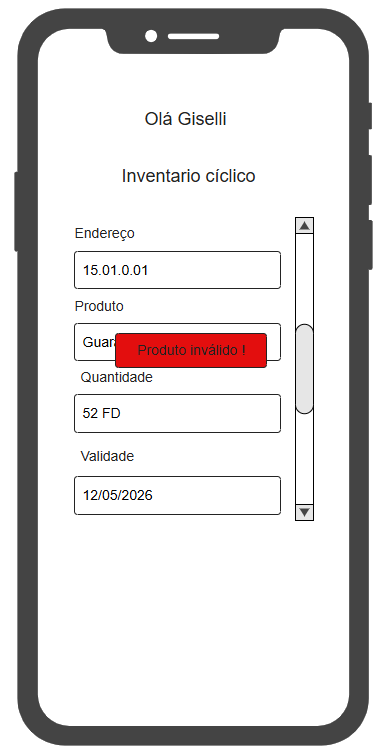 Olá Giselli
Inventario cíclico
Endereço
15.01.0.01
Produto
Produto inválido !
Quantidade
52 FD
Validade
12/05/2026